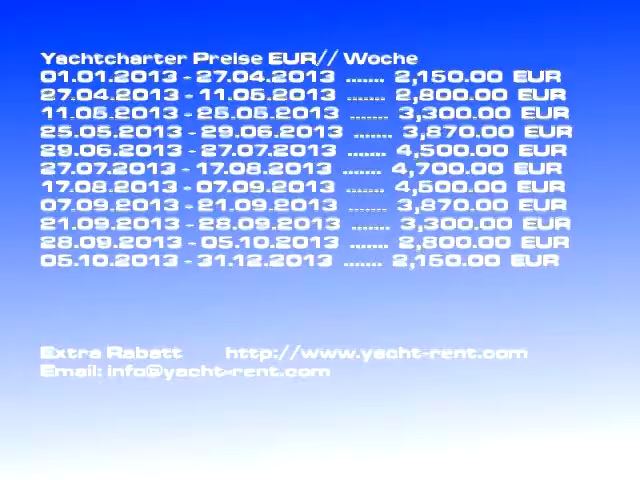 Yachtcharter Preise EUR// Woche
01.01.2013 - 27.04.2013 ....... 2,150.00 EUR
27.04.2013 - 11.05.2013 ....... 2,800.00 EUR
11.05.2013 - 25.05.2013 ....... 3,300.00 EUR
25.05.2013 - 29.06.2013 ....... 3,870.00 EUR
29.06.2013 - 27.07.2013 ....... 4,500.00 EUR
27.07.2013 - 17.08.2013 ....... 4,700.00 EUR
17.08.2013 - 07.09.2013 ....... 4,500.00 EUR
07.09.2013 - 21.09.2013 ....... 3,870.00 EUR
21.09.2013 - 28.09.2013 ....... 3,300.00 EUR
28.09.2013 - 05.10.2013 ....... 2,800.00 EUR
05.10.2013 - 31.12.2013 ....... 2,150.00 EUR
Extra Rabatt http://www.yacht-rent.com
Email: info@yacht-rent.com